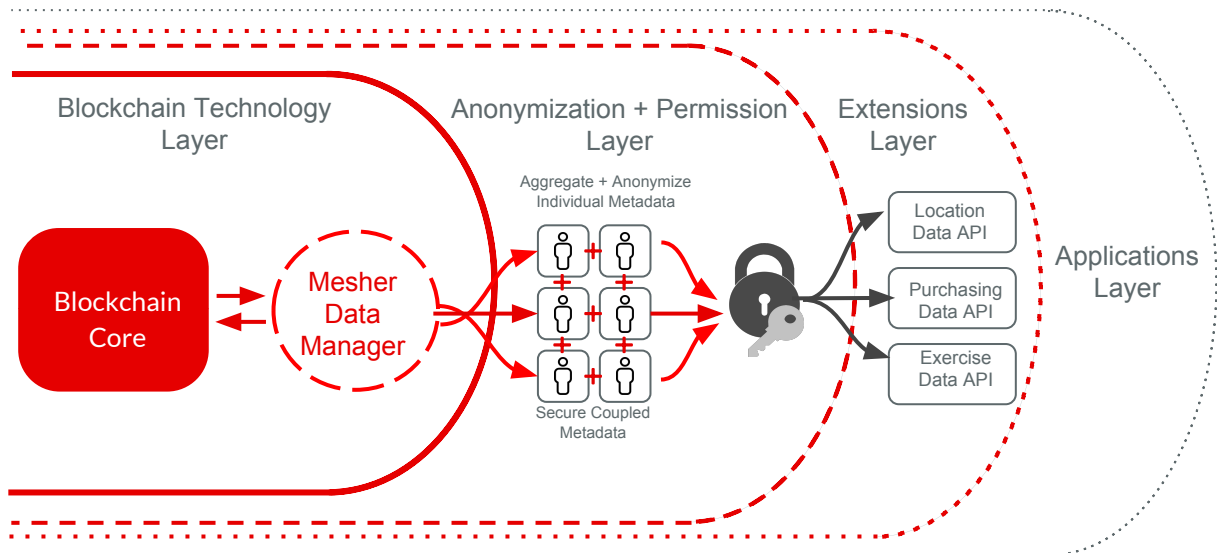 Blockchain Technology
Layer
Anonymization + Permission
Layer
Extensions
Layer
Applications
Layer
Blockchain
Core
Mesher
Data
Manager
Aggregate + Anonymize
Individual Metadata
Secure Coupled
Metadata
Location
Data API
Purchasing
Data API
Exercise
Data API